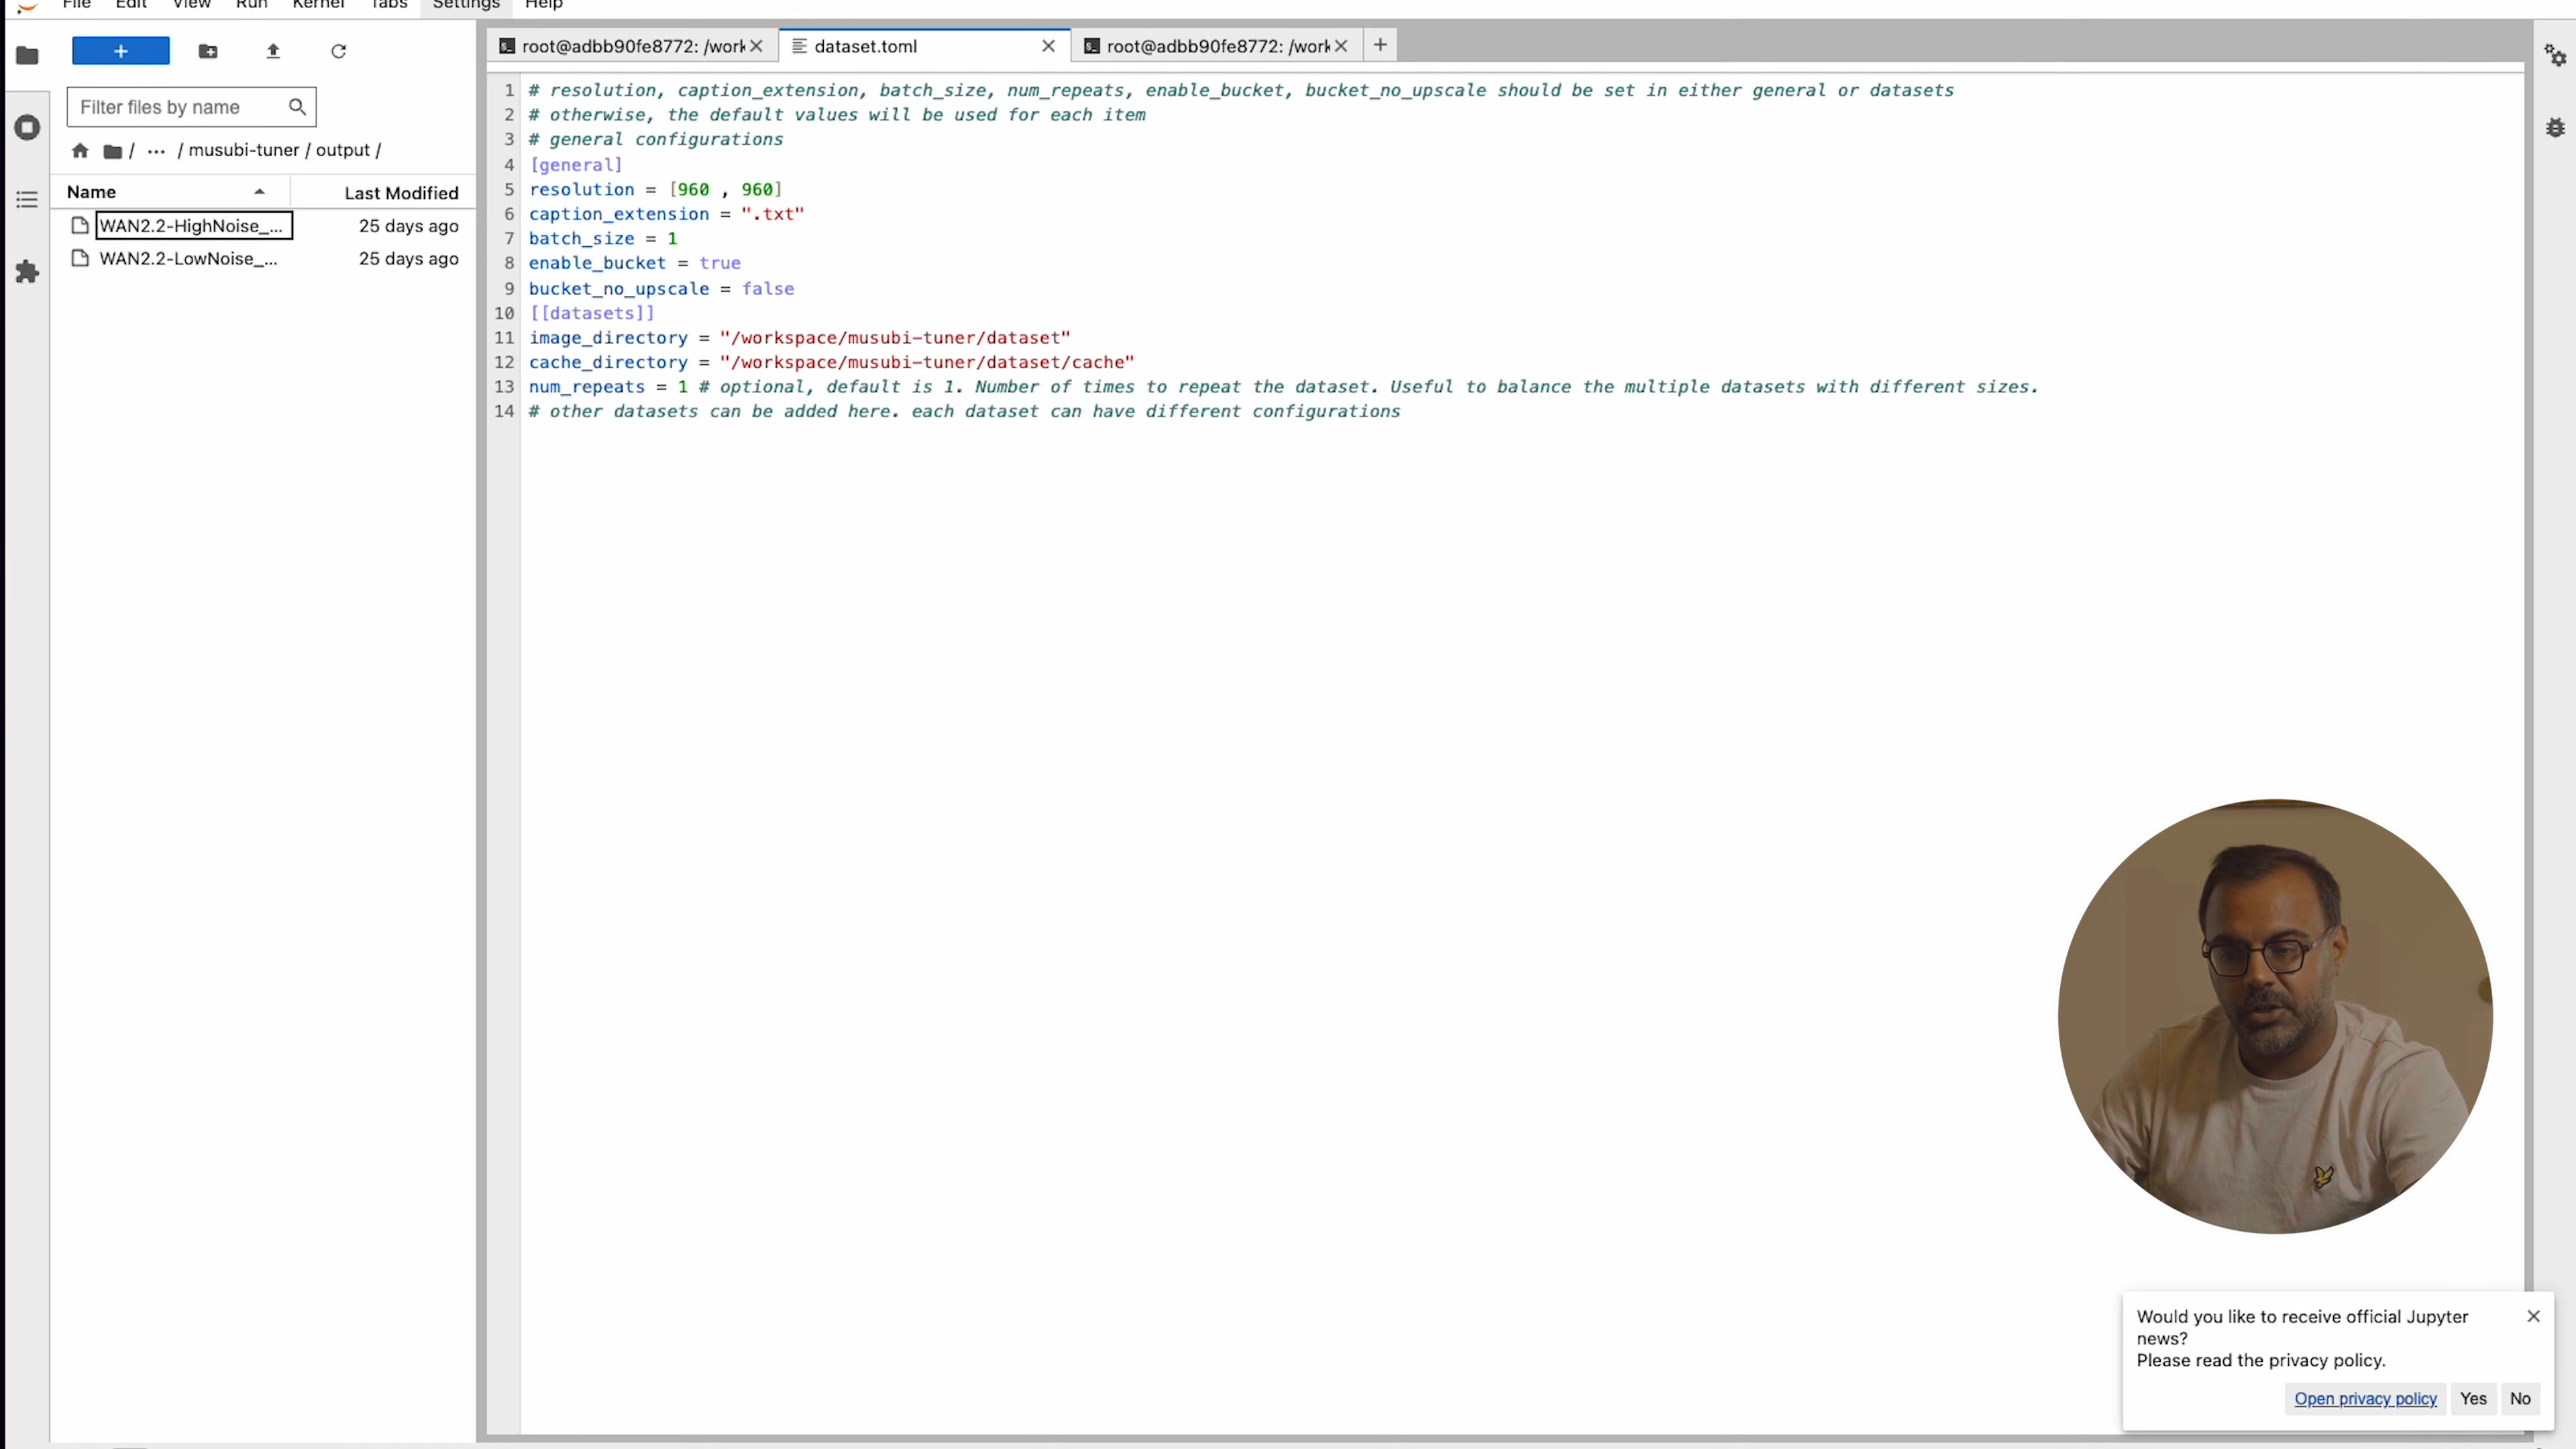 File Edit View Run Kernel Tabs Settings Help
root@adbb90fe8772: /work
dataset.toml
root@adbb90fe8772: /work
Filter files by name
/ ... / musubi-tuner / output /
Name Last Modified
WAN2.2-HighNoise_... 25 days ago
WAN2.2-LowNoise_... 25 days ago
1 # resolution, caption_extension, batch_size, num_repeats, enable_bucket, bucket_no_upscale should be set in either general or datasets
2 # otherwise, the default values will be used for each item
3 # general configurations
4 [general]
5 resolution = [960 , 960]
6 caption_extension = ".txt"
7 batch_size = 1
8 enable_bucket = true
9 bucket_no_upscale = false
10 [[datasets]]
11 image_directory = "/workspace/musubi-tuner/dataset"
12 cache_directory = "/workspace/musubi-tuner/dataset/cache"
13 num_repeats = 1 # optional, default is 1. Number of times to repeat the dataset. Useful to balance the multiple datasets with different sizes.
14 # other datasets can be added here. each dataset can have different configurations
Would you like to receive official Jupyter
news?
Please read the privacy policy.
Open privacy policy Yes No